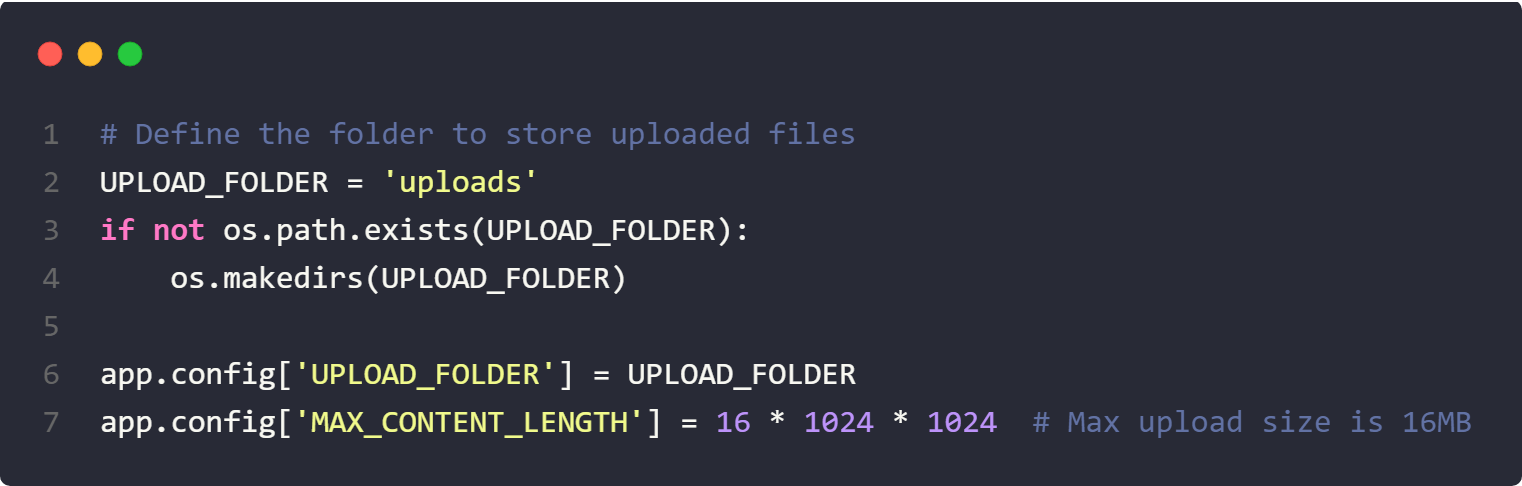 1 # Define the folder to store uploaded files
2 UPLOAD_FOLDER = 'uploads'
3 if not os.path.exists(UPLOAD_FOLDER):
4     os.makedirs(UPLOAD_FOLDER)
5
6 app.config['UPLOAD_FOLDER'] = UPLOAD_FOLDER
7 app.config['MAX_CONTENT_LENGTH'] = 16 * 1024 * 1024  # Max upload size is 16MB